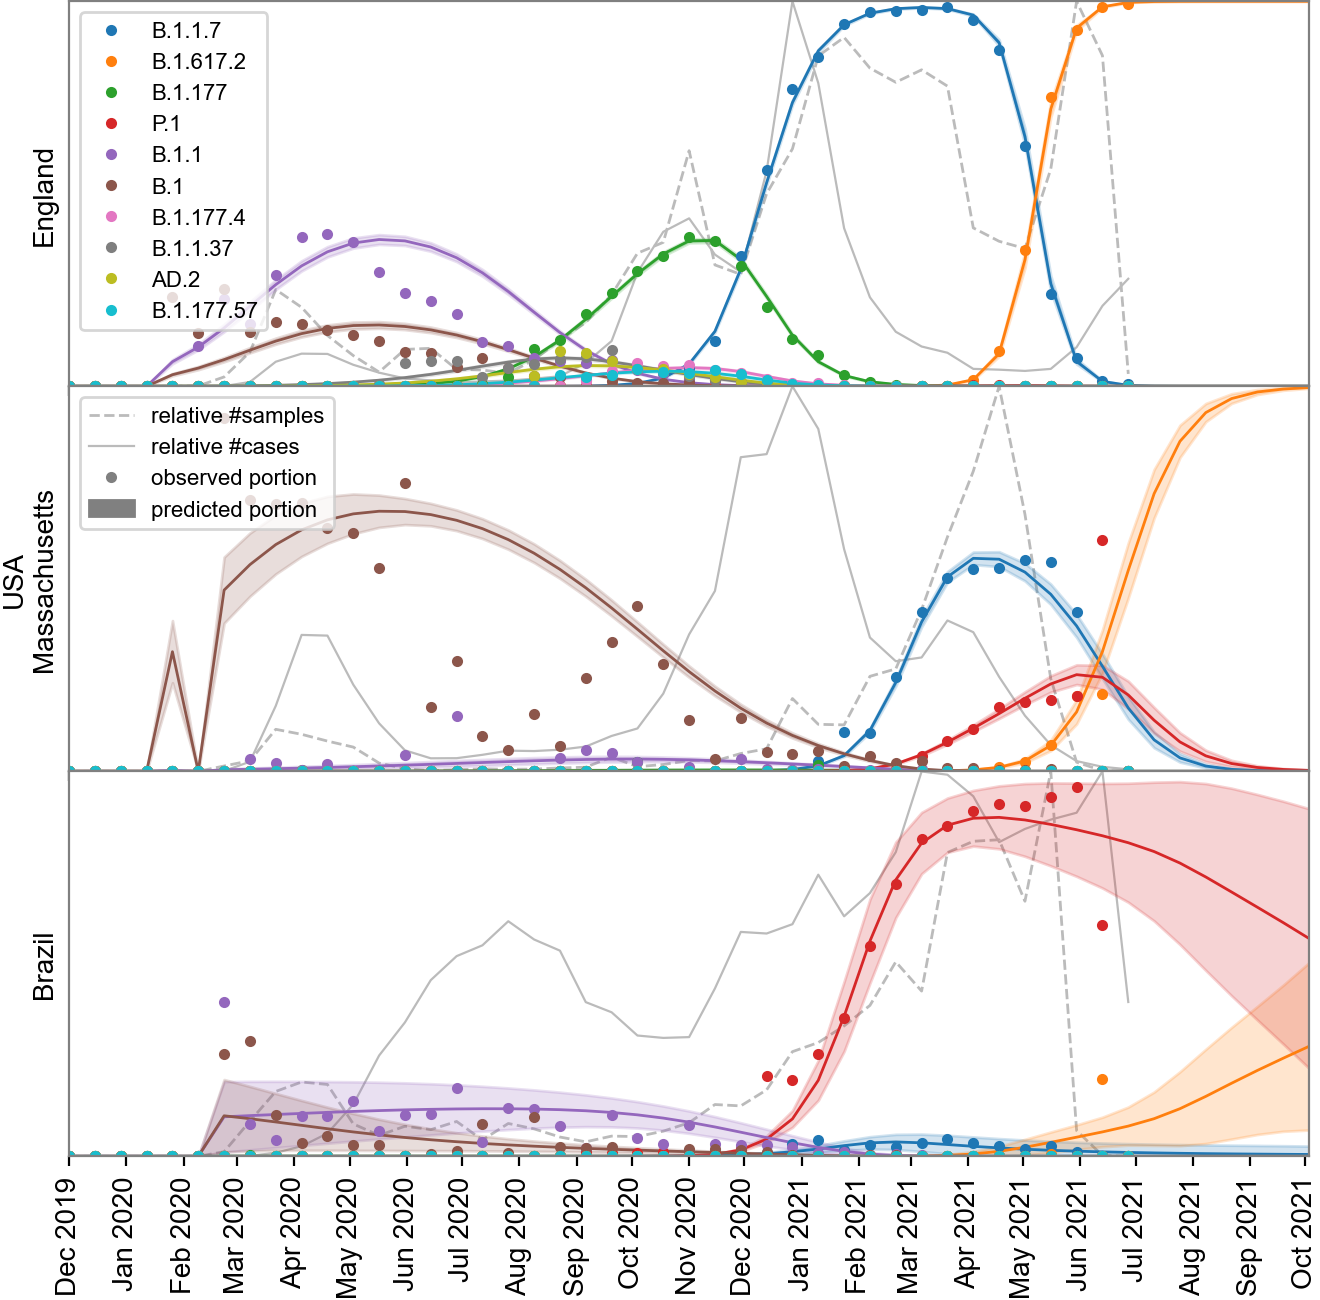 B.1.1.7
B.1.617.2
B.1.177
P.1
B.1.1
B.1
B.1.177.4
B.1.1.37
AD.2
B.1.177.57
England
relative #samples
relative #cases
observed portion
predicted portion
USA
Massachusetts
Brazil
Dec 2019
Jan 2020
Feb 2020
Mar 2020
Apr 2020
May 2020
Jun 2020
Jul 2020
Aug 2020
Sep 2020
Oct 2020
Nov 2020
Dec 2020
Jan 2021
Feb 2021
Mar 2021
Apr 2021
May 2021
Jun 2021
Jul 2021
Aug 2021
Sep 2021
Oct 2021